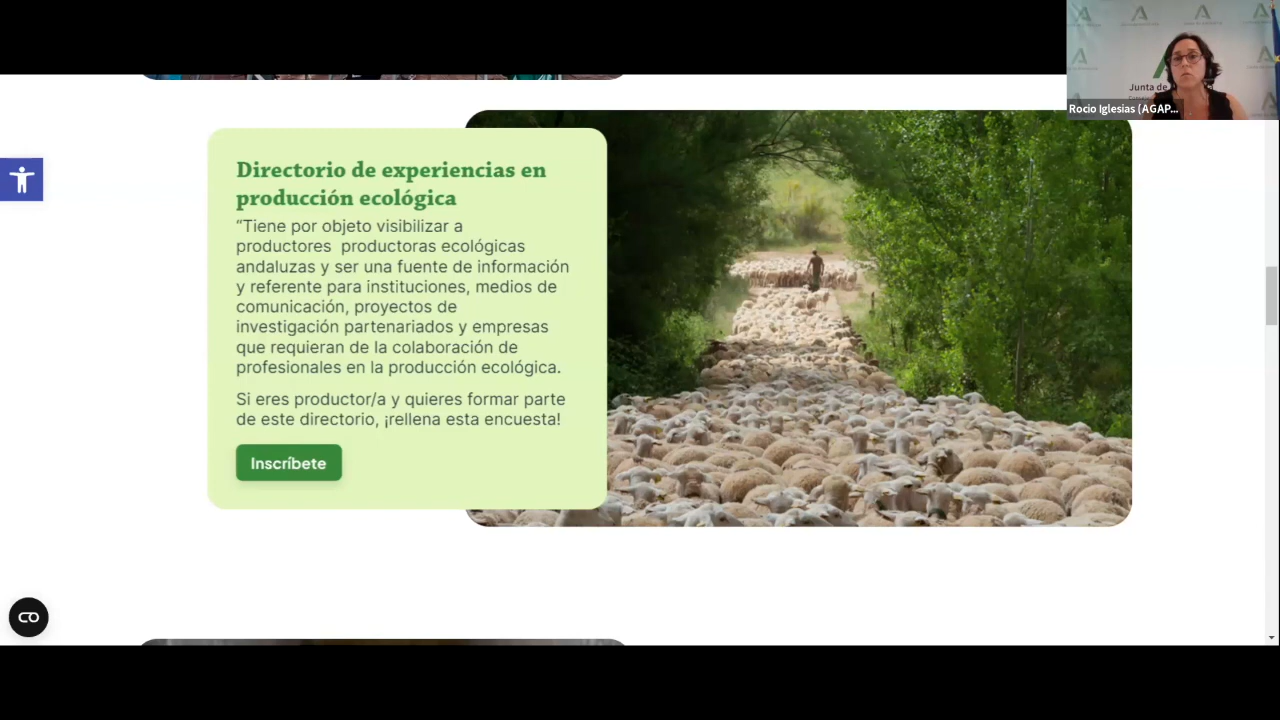 Junta de
Rocio Iglesias (AGAP...
Directorio de experiencias en
producción ecológica
“Tiene por objeto visibilizar a
productores  productoras ecológicas
andaluzas y ser una fuente de información
y referente para instituciones, medios de
comunicación, proyectos de
investigación partenariados y empresas
que requieran de la colaboración de
profesionales en la producción ecológica.
Si eres productor/a y quieres formar parte
de este directorio, ¡rellena esta encuesta!
Inscríbete